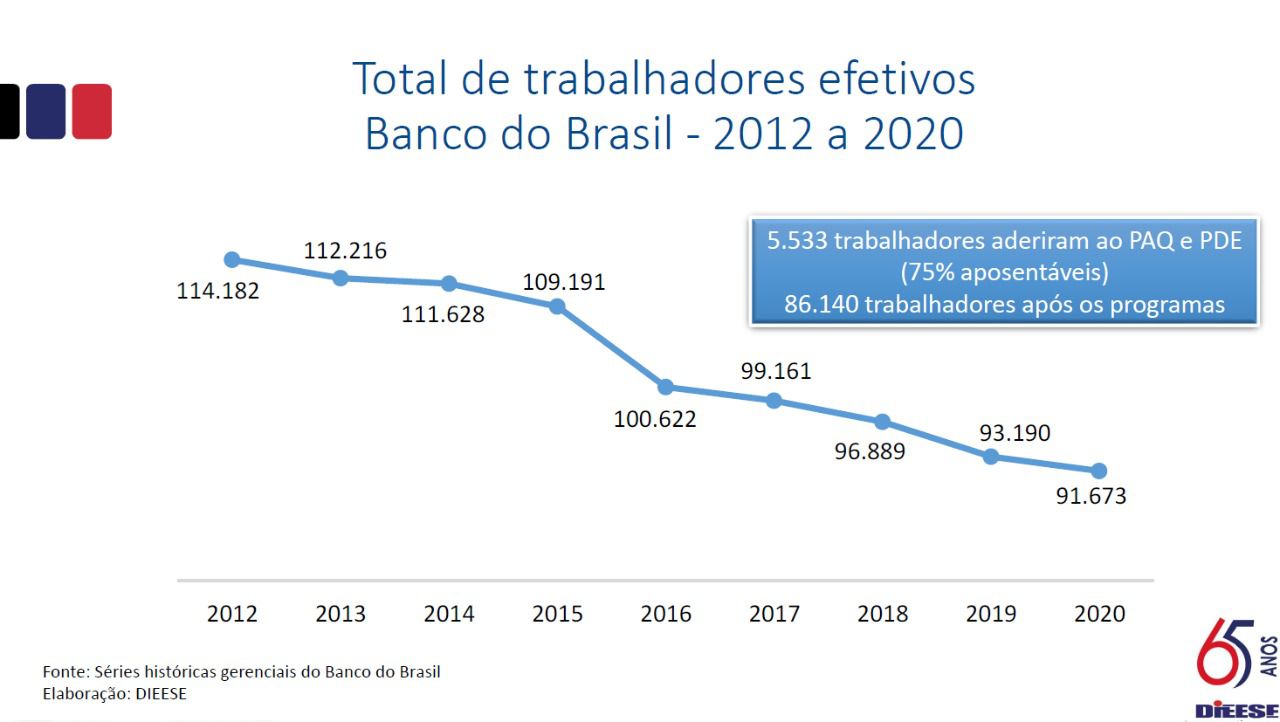 Total de trabalhadores efetivos
Banco do Brasil - 2012 a 2020
5.533 trabalhadores aderiram ao PAQ e PDE
(75% aposentáveis)
86.140 trabalhadores após os programas
114.182
112.216
111.628
109.191
100.622
99.161
96.889
93.190
91.673
2012 2013 2014 2015 2016 2017 2018 2019 2020
Fonte: Séries históricas gerenciais do Banco do Brasil
Elaboração: DIEESE
65 ANOS
DIEESE